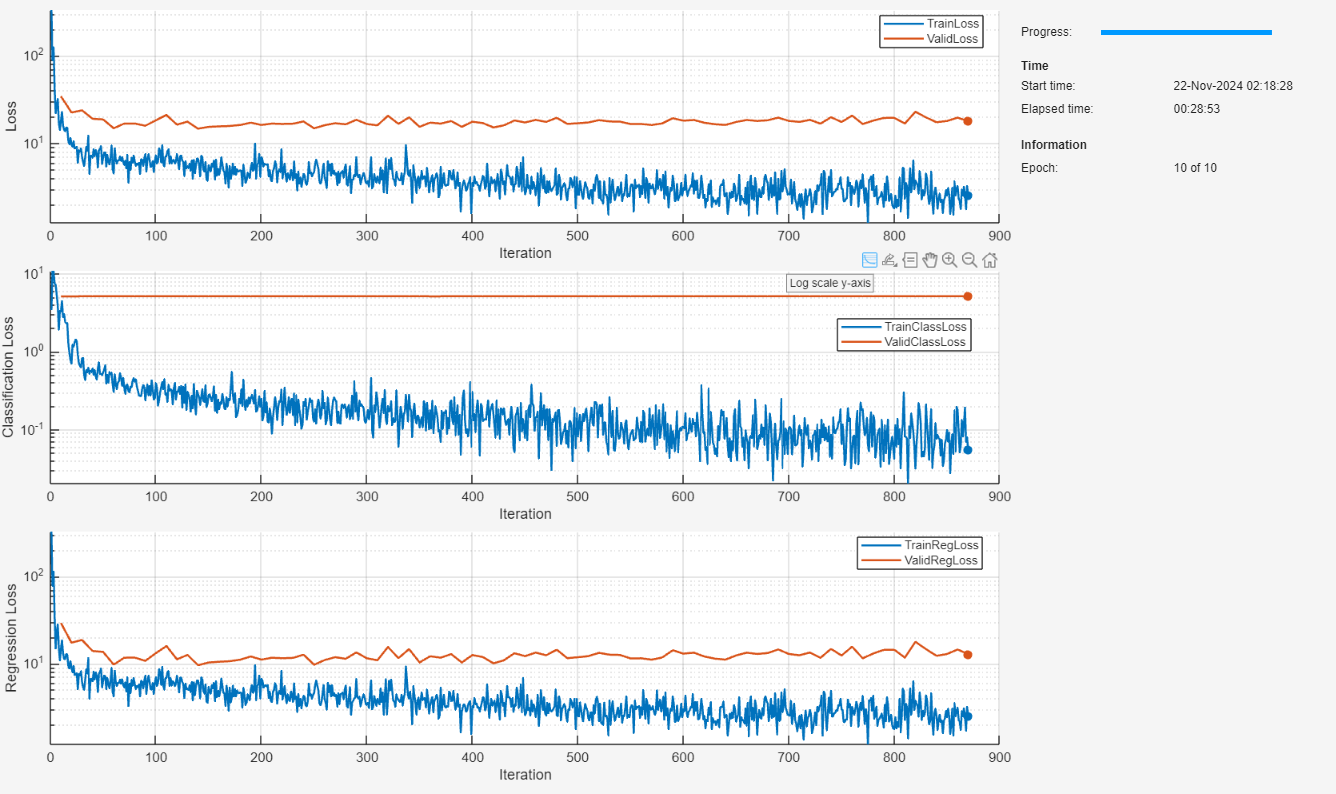 TrainLoss
ValidLoss
10²
10¹
Loss
0 100 200 300 400 500 600 700 800 900
Iteration
Progress:
Time
Start time: 22-Nov-2024 02:18:28
Elapsed time: 00:28:53
Information
Epoch: 10 of 10
Log scale y-axis
TrainClassLoss
ValidClassLoss
10¹
10⁰
10⁻¹
Classification Loss
0 100 200 300 400 500 600 700 800 900
Iteration
TrainRegLoss
ValidRegLoss
10²
10¹
Regression Loss
0 100 200 300 400 500 600 700 800 900
Iteration